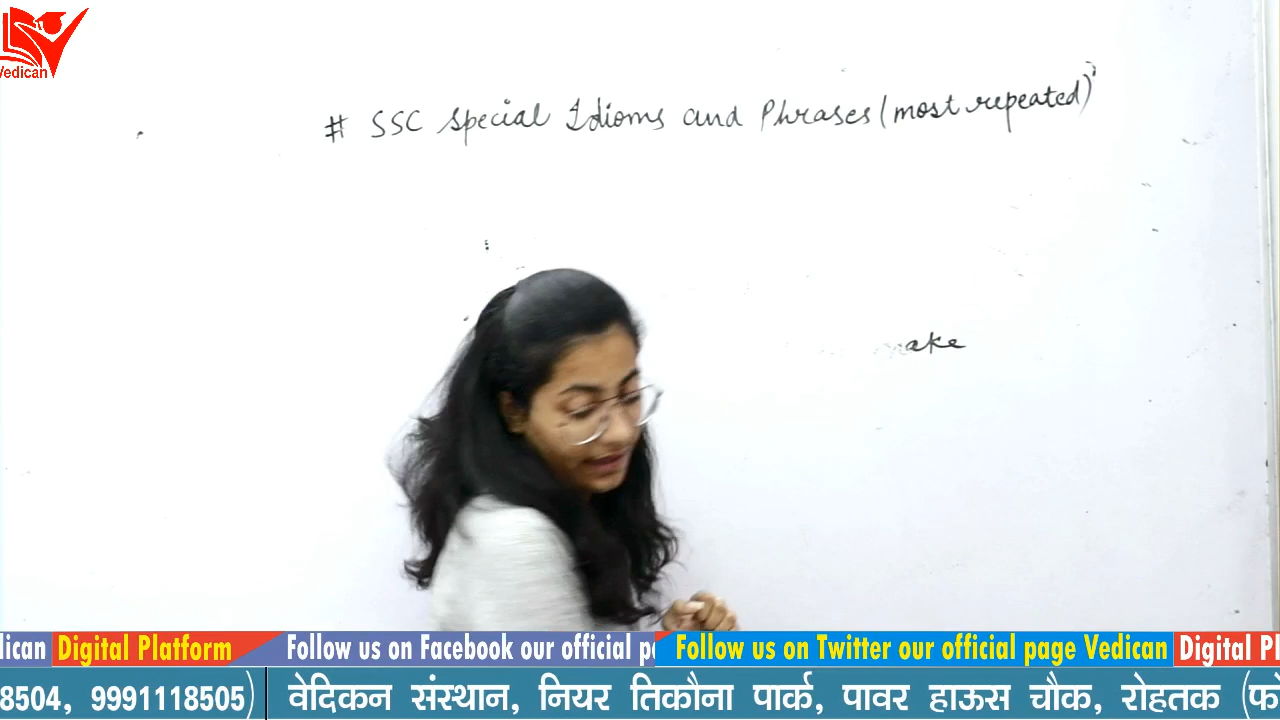 Vedican
# SSC special Idioms and Phrases (most repeated)
ake
dican Digital Platform Follow us on Facebook our official p Follow us on Twitter our official page Vedican Digital Pl
8504, 9991118505) वेदिकन संस्थान, नियर तिकौना पार्क, पावर हाऊस चौक, रोहतक (फो